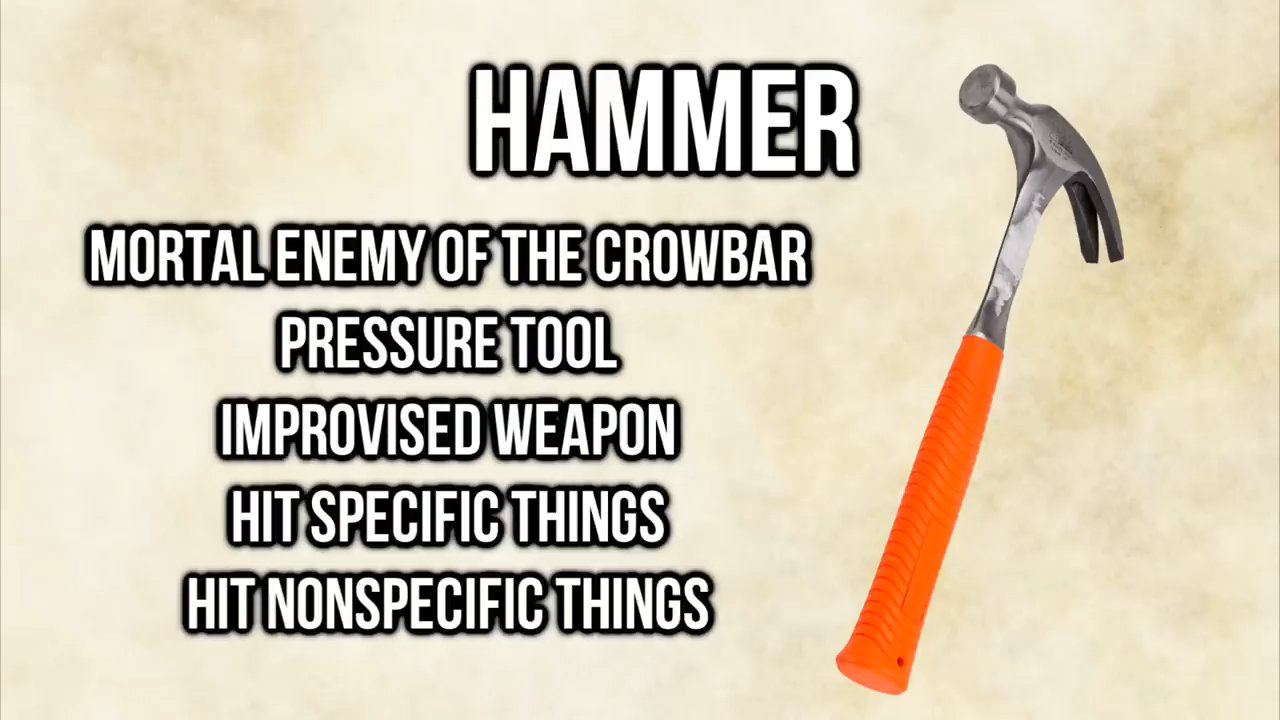 HAMMER
MORTAL ENEMY OF THE CROWBAR
PRESSURE TOOL
IMPROVISED WEAPON
HIT SPECIFIC THINGS
HIT NONSPECIFIC THINGS